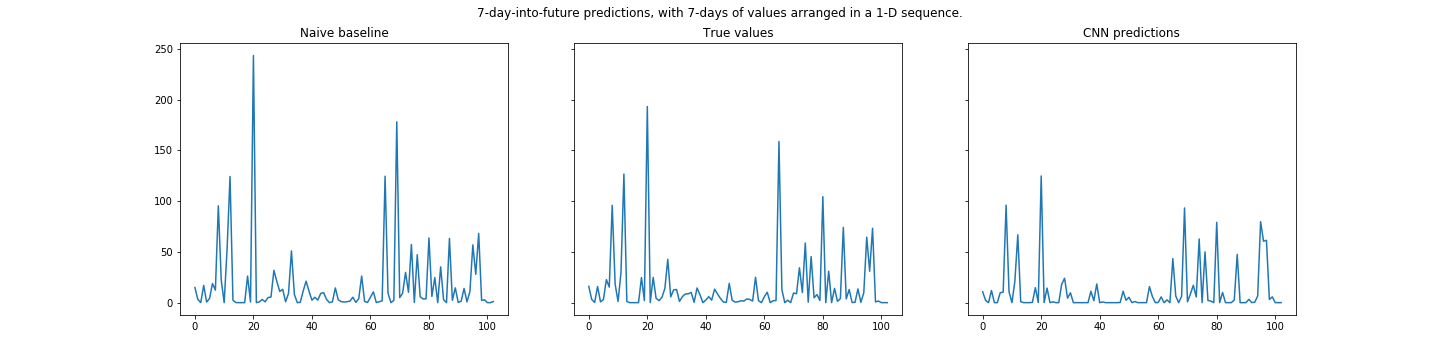 7-day-into-future predictions, with 7-days of values arranged in a 1-D sequence.
Naive baseline
True values
CNN predictions
250
200
150
100
50
0
0 20 40 60 80 100
0 20 40 60 80 100
0 20 40 60 80 100